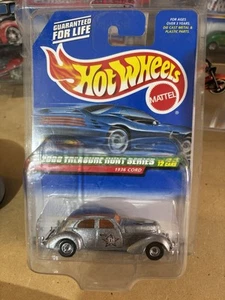 GUARANTEED
FOR LIFE
FOR AGES
OVER 3 YEARS.
DIE CAST METAL &
PLASTIC PARTS.
Hot Wheels
MATTEL
TREASURE HUNT SERIES
1936 CORD